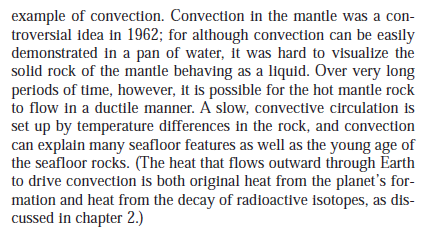 example of convection. Convection in the mantle was a con-
troversial idea in 1962; for although convection can be easily
demonstrated in a pan of water, it was hard to visualize the
solid rock of the mantle behaving as a liquid. Over very long
periods of time, however, it is possible for the hot mantle rock
to flow in a ductile manner. A slow, convective circulation is
set up by temperature differences in the rock, and convection
can explain many seafloor features as well as the young age of
the seafloor rocks. (The heat that flows outward through Earth
to drive convection is both original heat from the planet’s for-
mation and heat from the decay of radioactive isotopes, as dis-
cussed in chapter 2.)